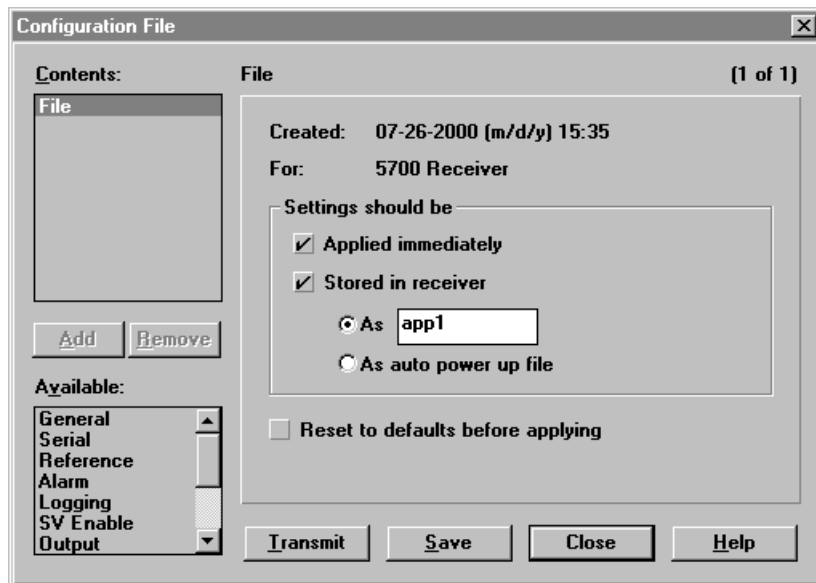 Configuration File
Contents:
File
Add
Remove
Available:
General
Serial
Reference
Alarm
Logging
SV Enable
Output
File
(1 of 1)
Created: 07-26-2000 (m/d/y) 15:35
For: 5700 Receiver
Settings should be
Applied immediately
Stored in receiver
As app1
As auto power up file
Reset to defaults before applying
Transmit
Save
Close
Help